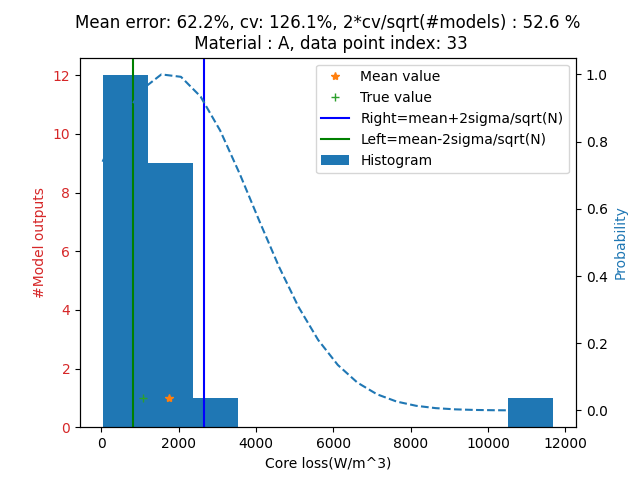 Mean error: 62.2%, cv: 126.1%, 2*cv/sqrt(#models) : 52.6 %
Material : A, data point index: 33
#Model outputs
12
10
8
6
4
2
0
Mean value
True value
Right=mean+2sigma/sqrt(N)
Left=mean-2sigma/sqrt(N)
Histogram
1.0
0.8
0.6
0.4
0.2
0.0
Probability
0 2000 4000 6000 8000 10000 12000
Core loss(W/m^3)